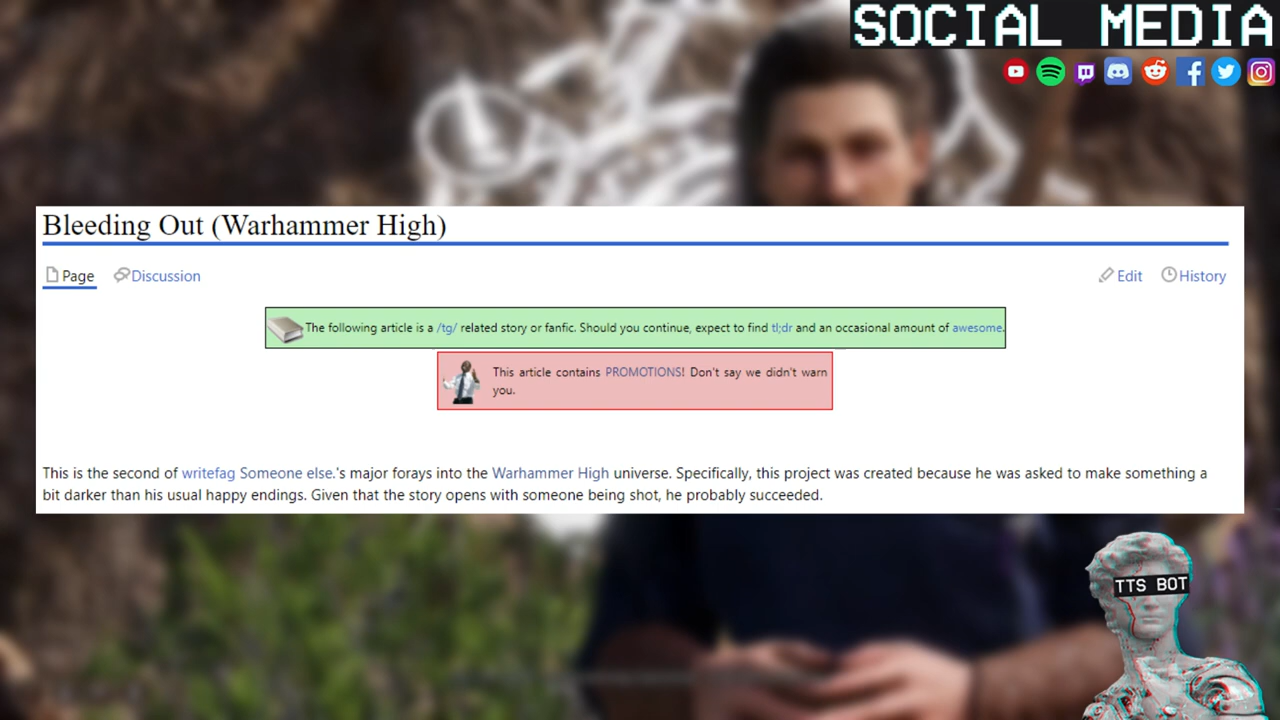 SOCIAL MEDIA
Bleeding Out (Warhammer High)
Page Discussion Edit History
The following article is a /tg/ related story or fanfic. Should you continue, expect to find tl;dr and an occasional amount of awesome.
This article contains PROMOTIONS! Don't say we didn't warn
you.
This is the second of writefag Someone else.'s major forays into the Warhammer High universe. Specifically, this project was created because he was asked to make something a
bit darker than his usual happy endings. Given that the story opens with someone being shot, he probably succeeded.
TTS BOT